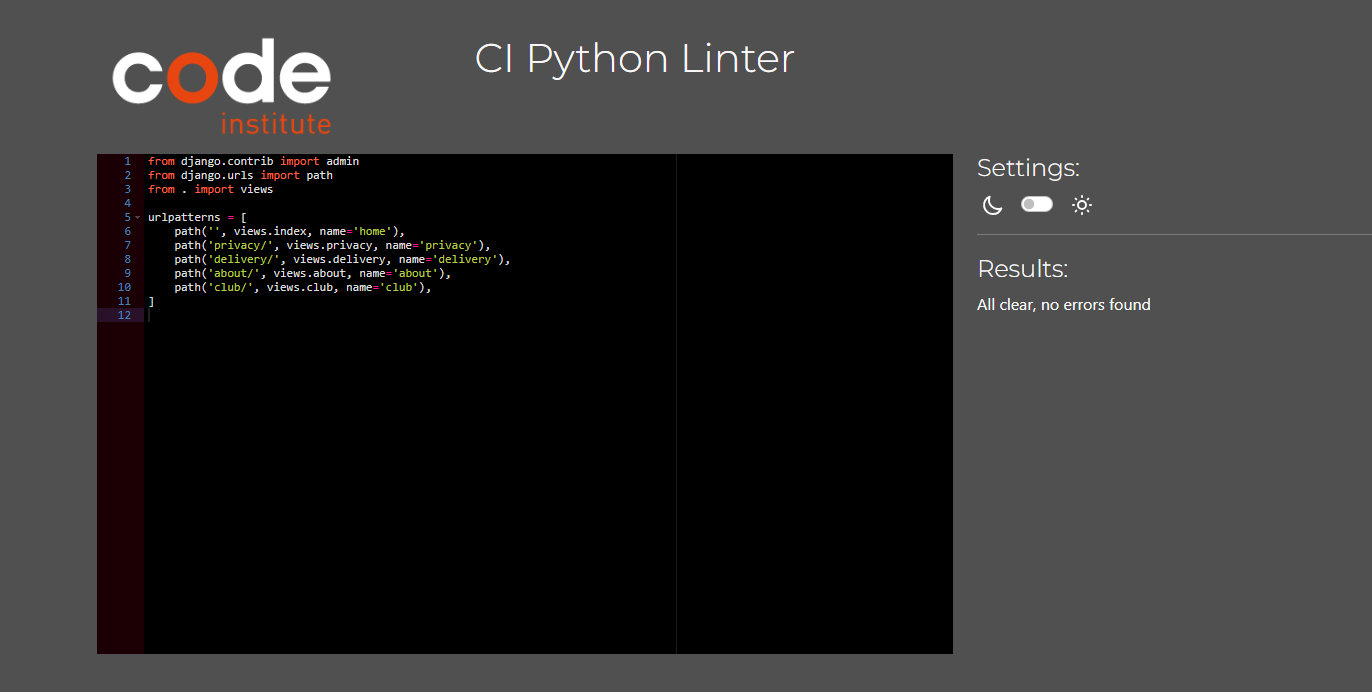 code
institute
CI Python Linter
1 from django.contrib import admin
2 from django.urls import path
3 from . import views
4
5 urlpatterns = [
6     path('', views.index, name='home'),
7     path('privacy/', views.privacy, name='privacy'),
8     path('delivery/', views.delivery, name='delivery'),
9     path('about/', views.about, name='about'),
10     path('club/', views.club, name='club'),
11 ]
12
Settings:
Results:
All clear, no errors found